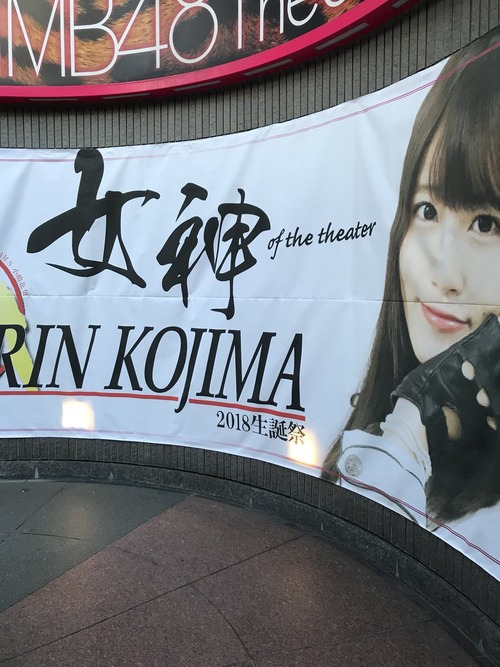 MB48 The
女神 of the theater
RIN KOJIMA
2018生誕祭